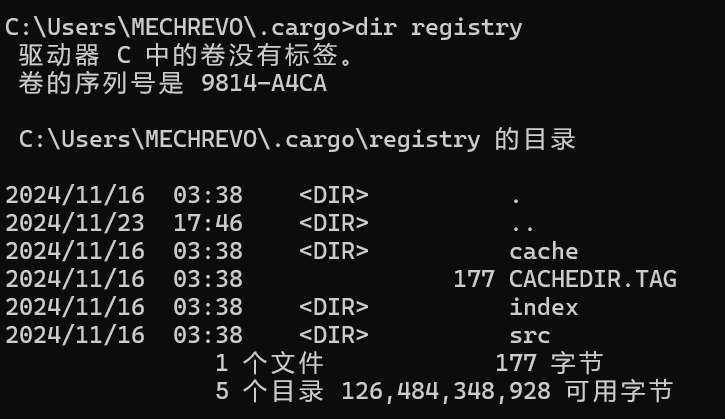 C:\Users\MECHREVO\.cargo>dir registry
 驱动器 C 中的卷没有标签。
 卷的序列号是 9814-A4CA

 C:\Users\MECHREVO\.cargo\registry 的目录

2024/11/16  03:38    <DIR>          .
2024/11/23  17:46    <DIR>          ..
2024/11/16  03:38    <DIR>          cache
2024/11/16  03:38               177 CACHEDIR.TAG
2024/11/16  03:38    <DIR>          index
2024/11/16  03:38    <DIR>          src
               1 个文件            177 字节
               5 个目录 126,484,348,928 可用字节